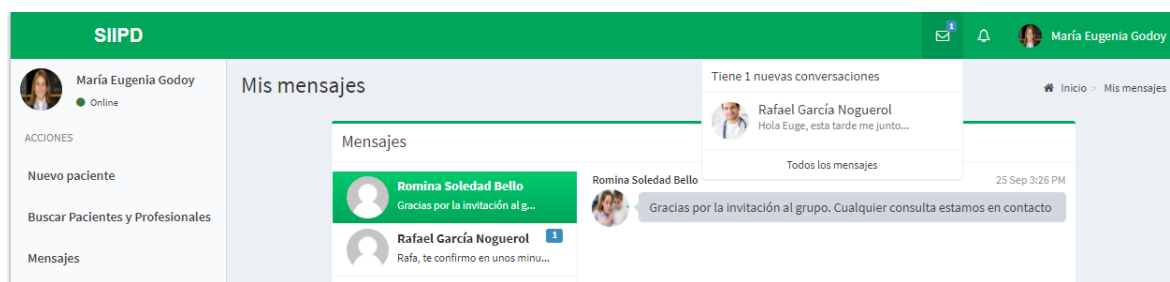 SIIPD
1
María Eugenia Godoy
María Eugenia Godoy
Online
Mis mensajes
Tiene 1 nuevas conversaciones
Rafael García Noguerol
Hola Euge, esta tarde me junto...
Todos los mensajes
Inicio > Mis mensajes
ACCIONES
Nuevo paciente
Buscar Pacientes y Profesionales
Mensajes
Mensajes
Romina Soledad Bello
Gracias por la invitación al g...
Rafael García Noguerol 1
Rafa, te confirmo en unos minu...
Romina Soledad Bello
25 Sep 3:26 PM
Gracias por la invitación al grupo. Cualquier consulta estamos en contacto